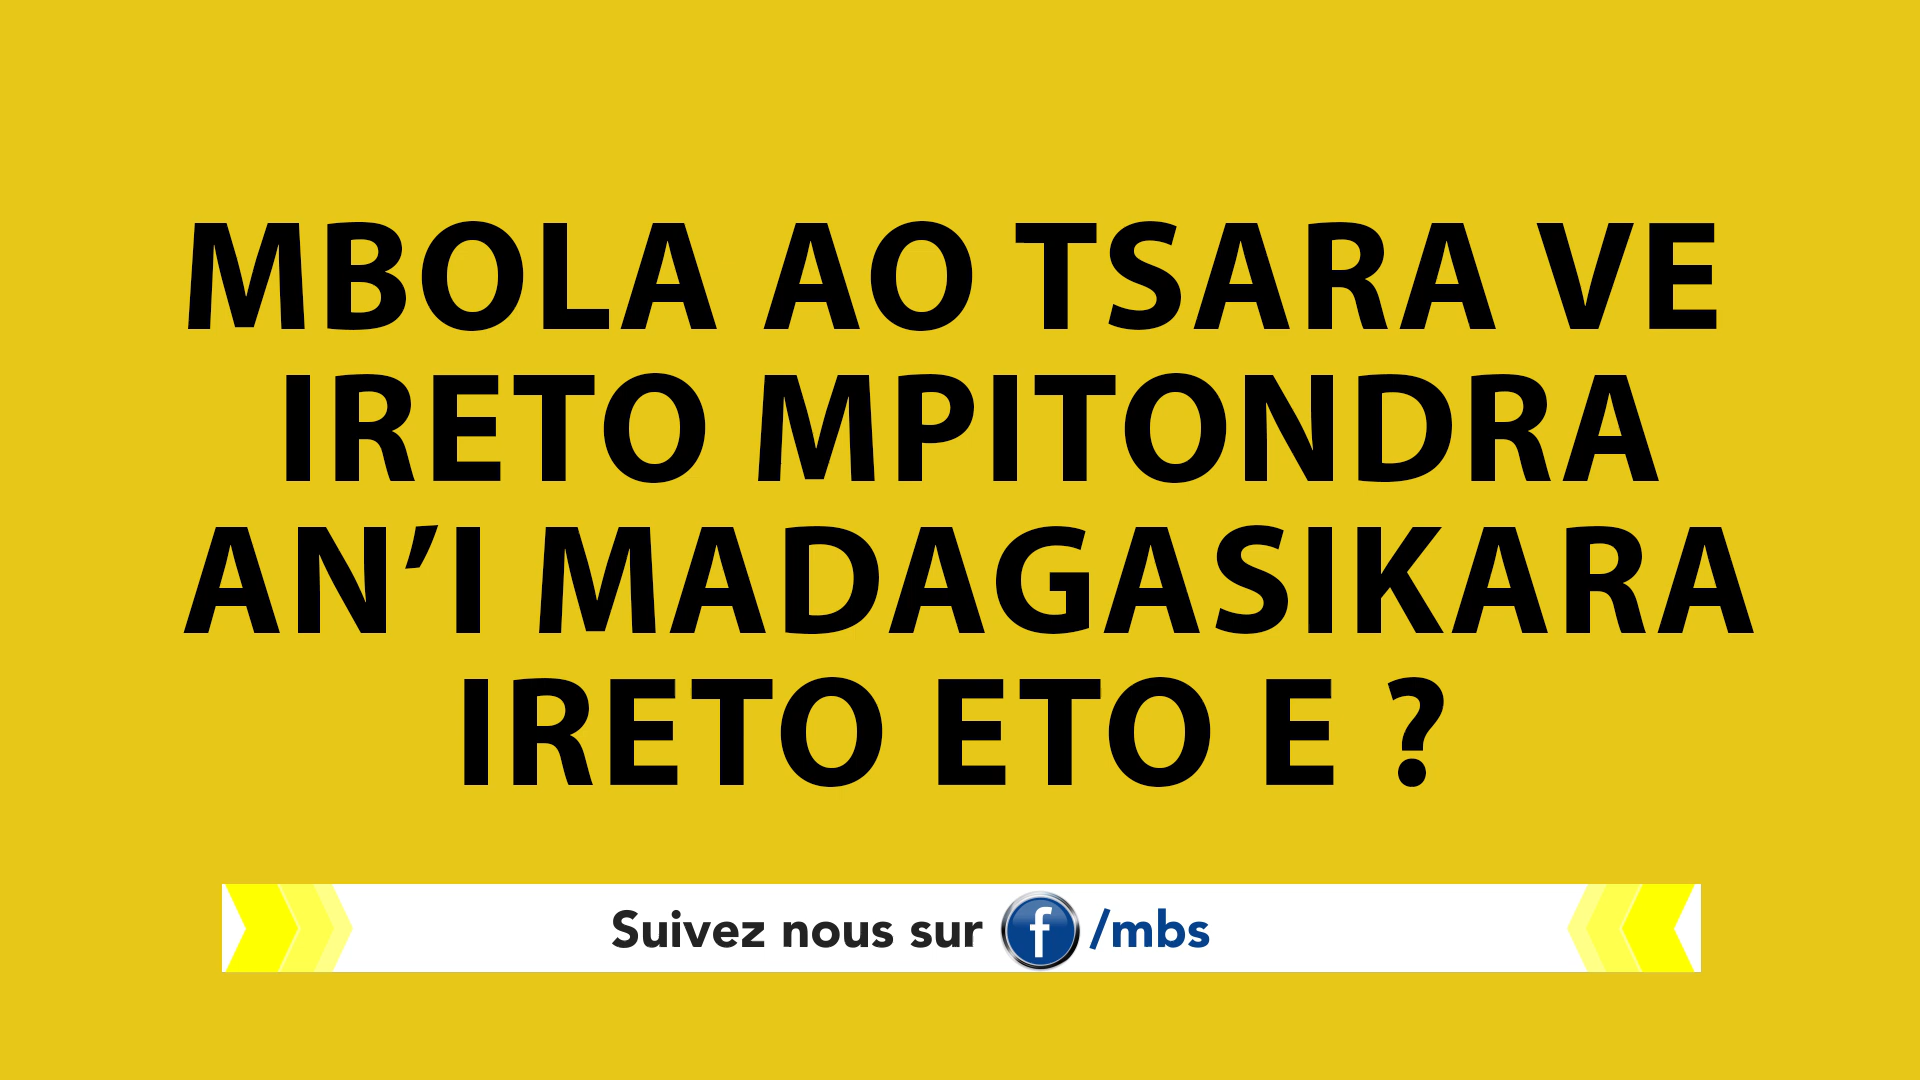 MBOLA AO TSARA VE
IRETO MPITONDRA
AN’I MADAGASIKARA
IRETO ETO E ?
Suivez nous sur f /mbs